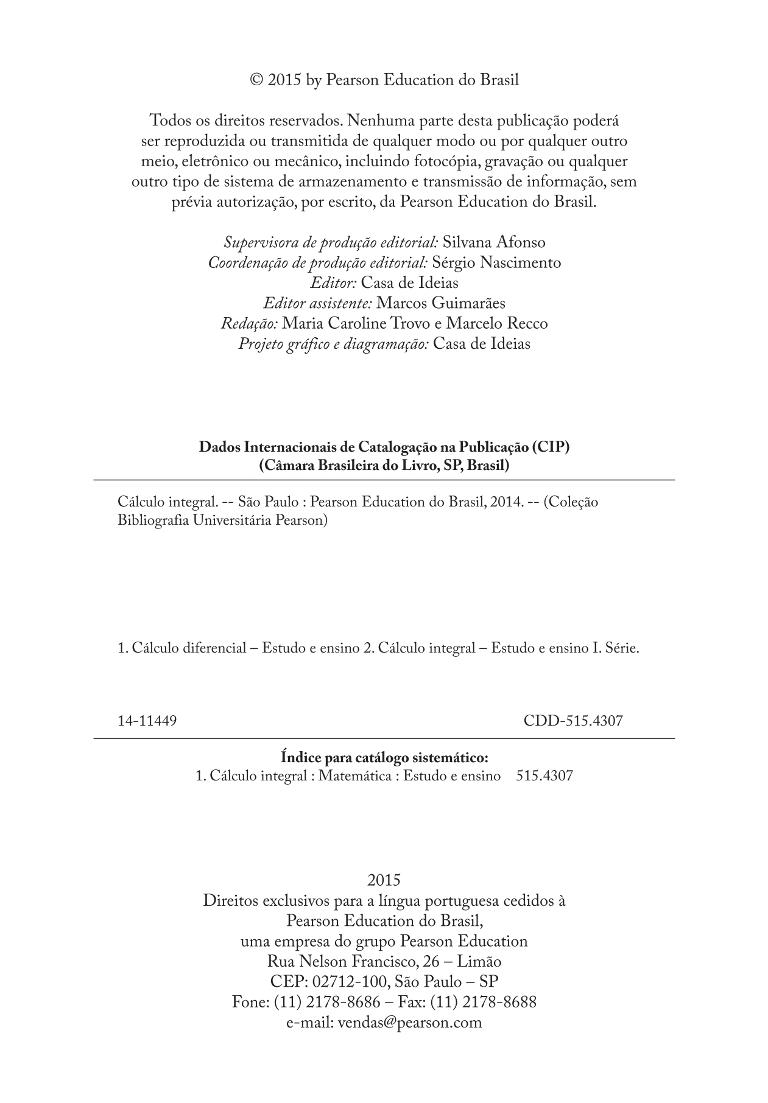 © 2015 by Pearson Education do Brasil
Todos os direitos reservados. Nenhuma parte desta publicação poderá
ser reproduzida ou transmitida de qualquer modo ou por qualquer outro
meio, eletrônico ou mecânico, incluindo fotocópia, gravação ou qualquer
outro tipo de sistema de armazenamento e transmissão de informação, sem
prévia autorização, por escrito, da Pearson Education do Brasil.
Supervisora de produção editorial: Silvana Afonso
Coordenação de produção editorial: Sérgio Nascimento
Editor: Casa de Ideias
Editor assistente: Marcos Guimarães
Redação: Maria Caroline Trovo e Marcelo Recco
Projeto gráfico e diagramação: Casa de Ideias
Dados Internacionais de Catalogação na Publicação (CIP)
(Câmara Brasileira do Livro, SP, Brasil)
Cálculo integral. -- São Paulo : Pearson Education do Brasil, 2014. -- (Coleção
Bibliografia Universitária Pearson)
1. Cálculo diferencial – Estudo e ensino 2. Cálculo integral – Estudo e ensino I. Série.
14-11449 CDD-515.4307
Índice para catálogo sistemático:
1. Cálculo integral : Matemática : Estudo e ensino 515.4307
2015
Direitos exclusivos para a língua portuguesa cedidos à
Pearson Education do Brasil,
uma empresa do grupo Pearson Education
Rua Nelson Francisco, 26 – Limão
CEP: 02712-100, São Paulo – SP
Fone: (11) 2178-8686 – Fax: (11) 2178-8688
e-mail: vendas@pearson.com